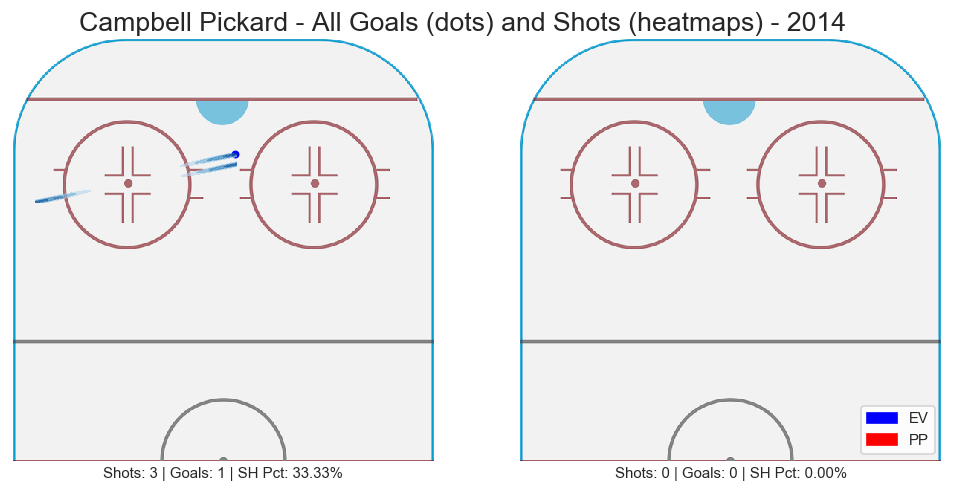 Campbell Pickard - All Goals (dots) and Shots (heatmaps) - 2014
EV
PP
Shots: 3 | Goals: 1 | SH Pct: 33.33%
Shots: 0 | Goals: 0 | SH Pct: 0.00%